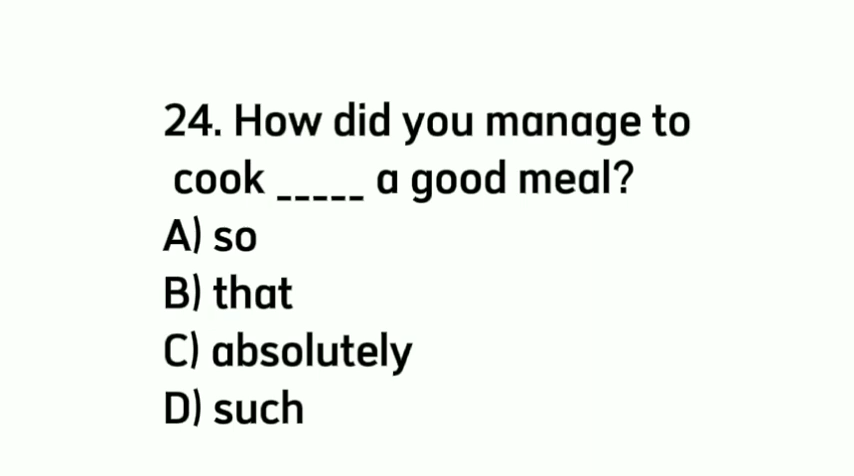 24. How did you manage to
cook _____ a good meal?
A) so
B) that
C) absolutely
D) such